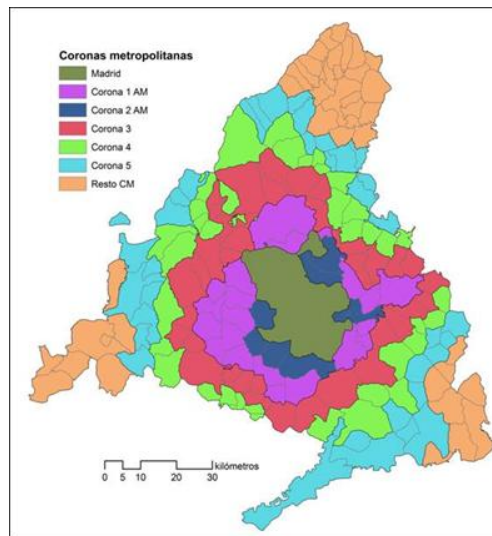 Coronas metropolitanas
Madrid
Corona 1 AM
Corona 2 AM
Corona 3
Corona 4
Corona 5
Resto CM
kilómetros
0 5 10 20 30